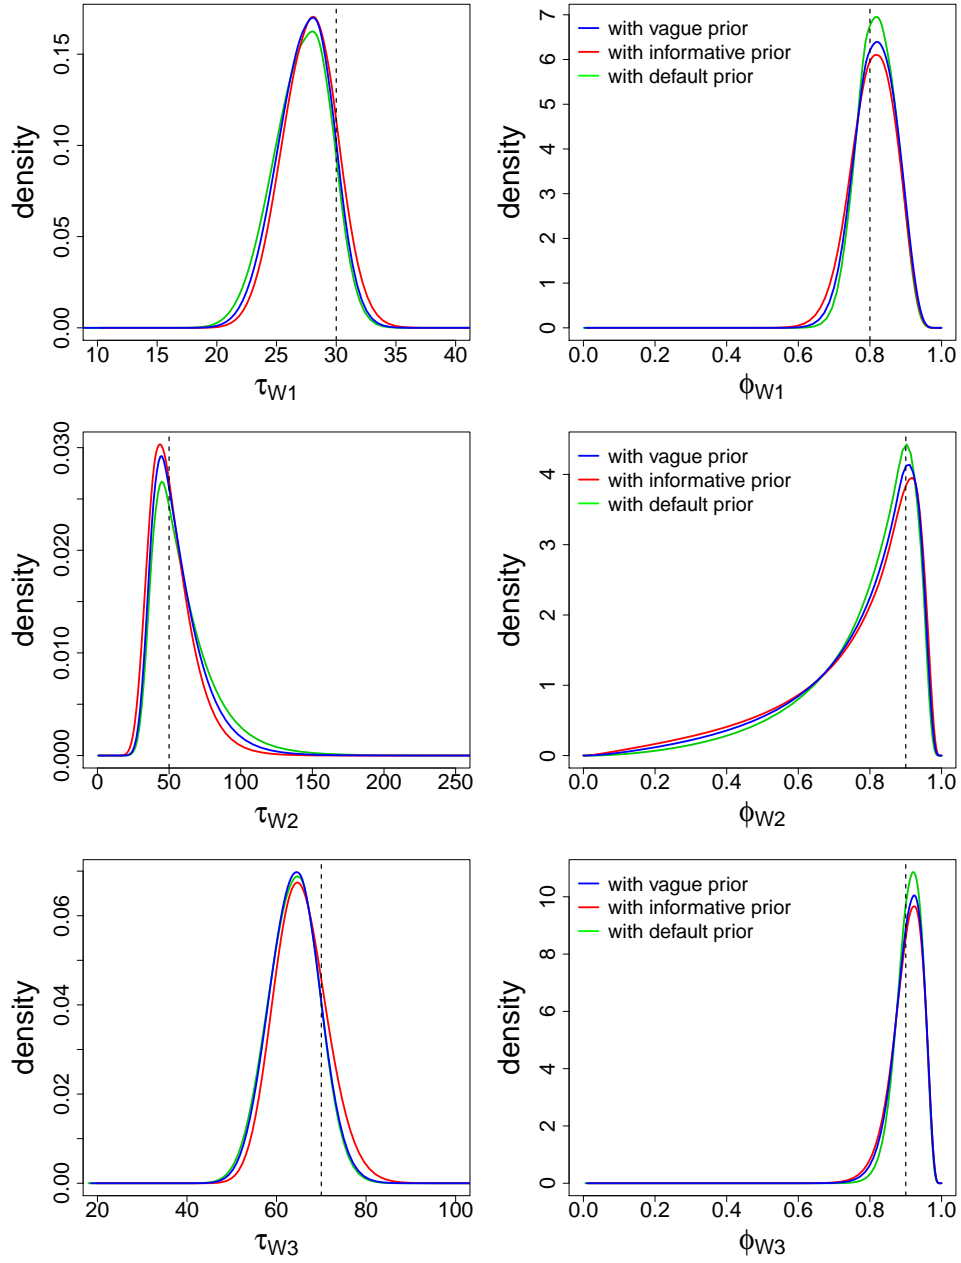 density
0.00 0.05 0.10 0.15
10 15 20 25 30 35 40
τW1
density
0 1 2 3 4 5 6 7
with vague prior
with informative prior
with default prior
0.0 0.2 0.4 0.6 0.8 1.0
ϕW1
density
0.000 0.010 0.020 0.030
0 50 100 150 200 250
τW2
density
0 1 2 3 4
with vague prior
with informative prior
with default prior
0.0 0.2 0.4 0.6 0.8 1.0
ϕW2
density
0.00 0.02 0.04 0.06
20 40 60 80 100
τW3
density
0 2 4 6 8 10
with vague prior
with informative prior
with default prior
0.0 0.2 0.4 0.6 0.8 1.0
ϕW3